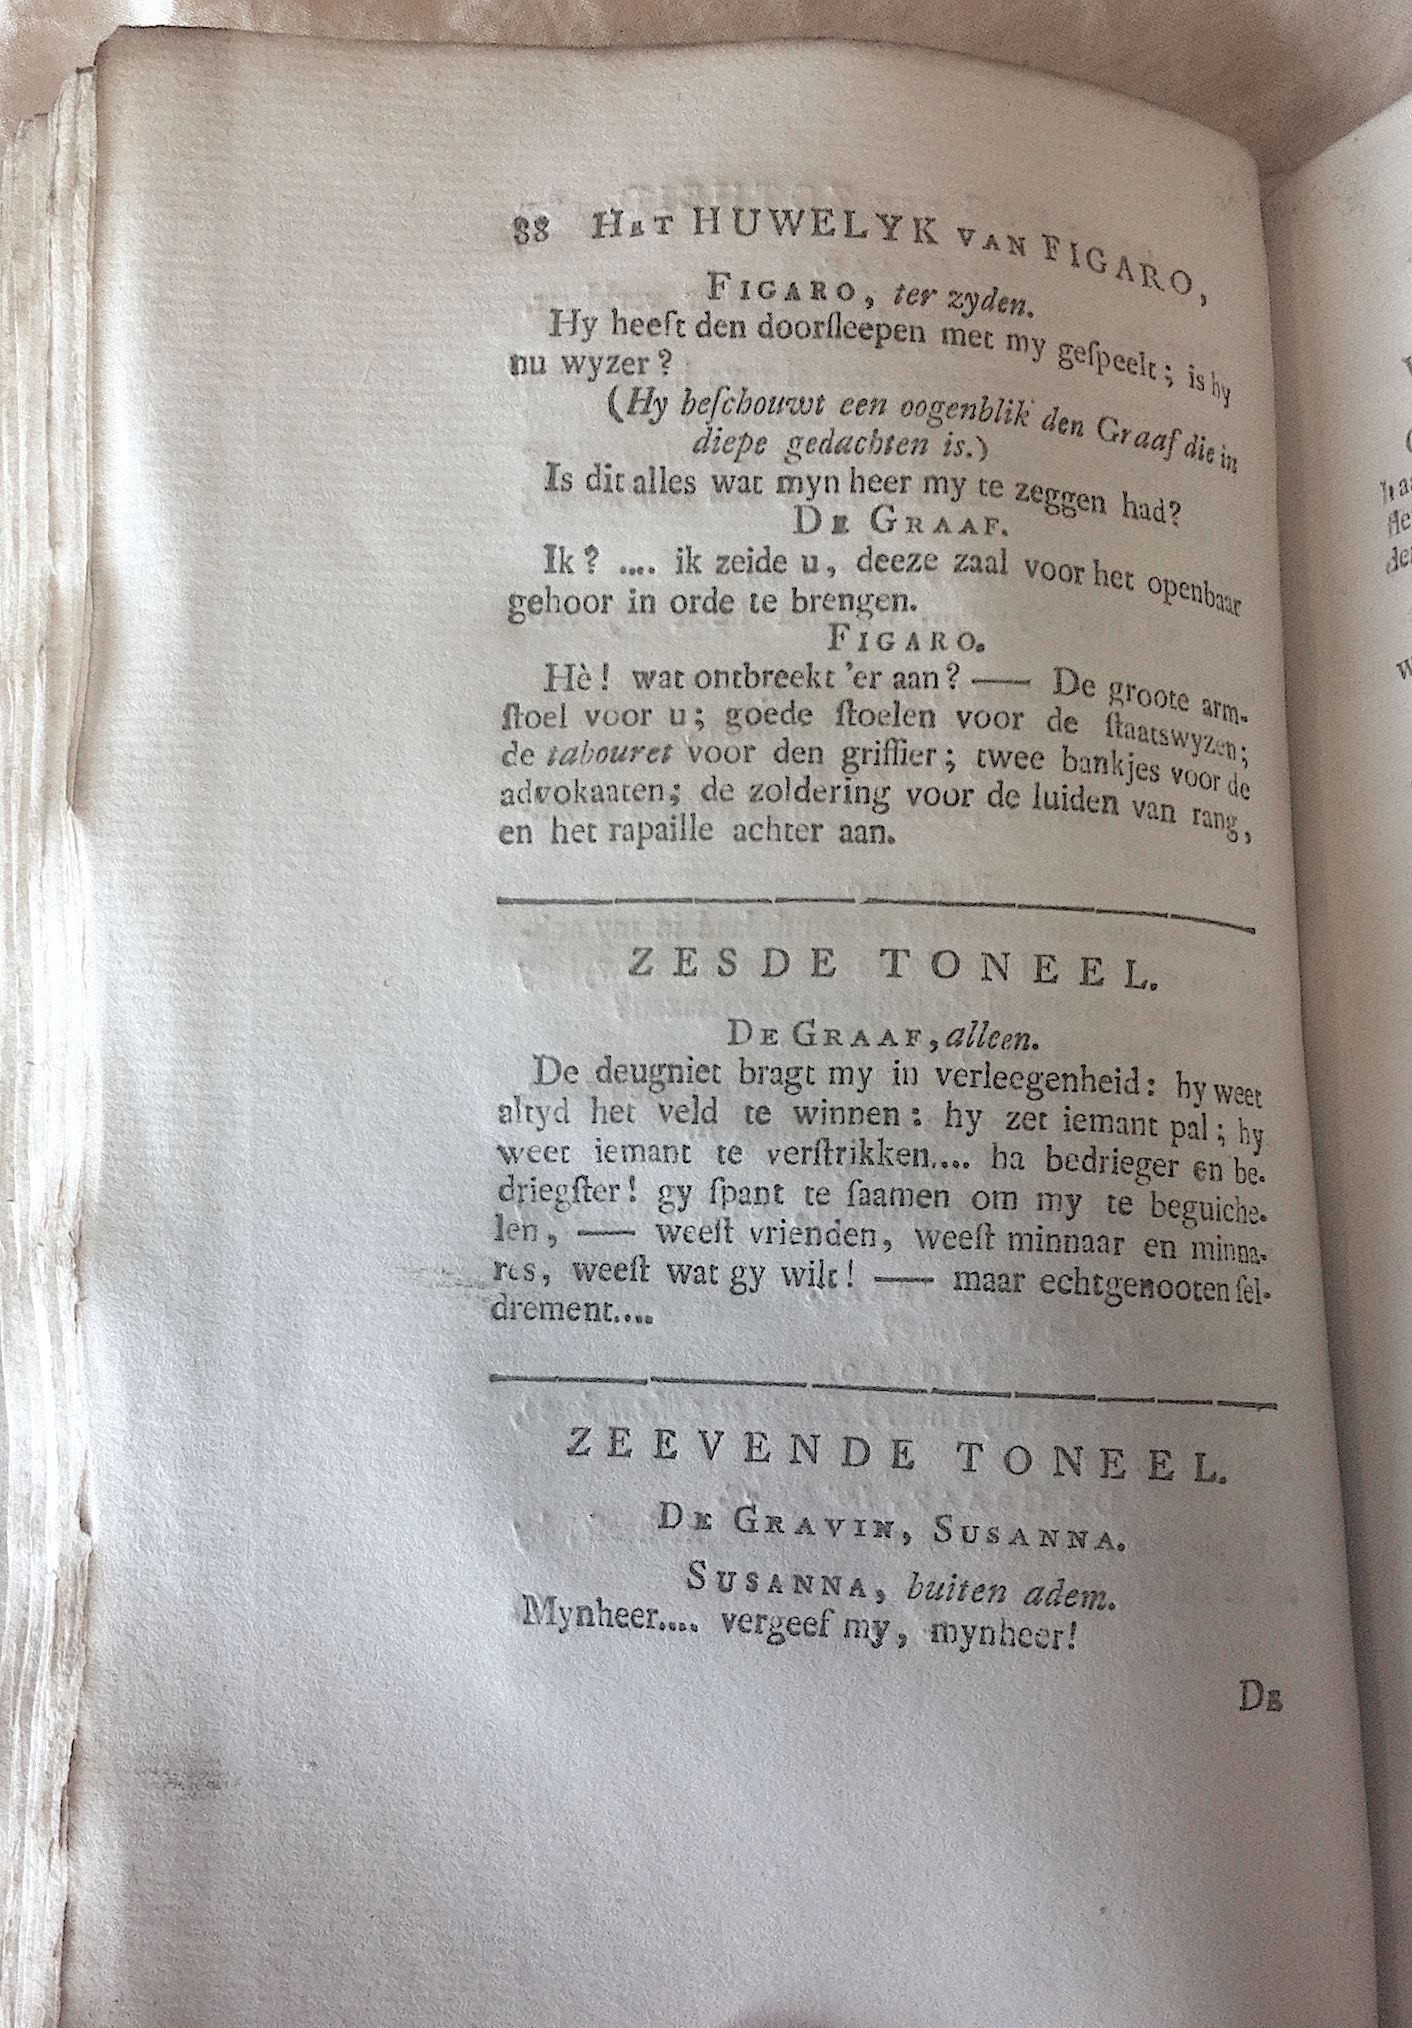 88 HET HUWELYK VAN FIGARO,
FIGARO, ter zyden.
Hy heeft den doorſleepen met my geſpeelt; is hy
nu wyzer?
(Hy beſchouwt een oogenblik den Graaf die in
diepe gedachten is.)
Is dit alles wat myn heer my te zeggen had?
DE GRAAF.
Ik? .... ik zeide u, deeze zaal voor het openbaar
gehoor in orde te brengen.
FIGARO.
Hè! wat ontbreekt 'er aan? —— De groote arm-
ſtoel voor u; goede ſtoelen voor de ſtaatswyzen;
de tabouret voor den griffier; twee bankjes voor de
advokaaten; de zoldering voor de luiden van rang,
en het rapaille achter aan.
ZESDE TONEEL.
DE GRAAF, alleen.
De deugniet bragt my in verleegenheid: hy weet
altyd het veld te winnen: hy zet iemant pal; hy
weet iemant te verſtrikken.... ha bedrieger en be-
driegſter! gy ſpant te ſaamen om my te beguiche-
len, —— weeſt vrienden, weeſt minnaar en minna-
res, weeſt wat gy wilt! —— maar echtgenooten ſel-
drement....
ZEEVENDE TONEEL.
DE GRAVIN, SUSANNA.
SUSANNA, buiten adem.
Mynheer.... vergeef my, mynheer!
DE